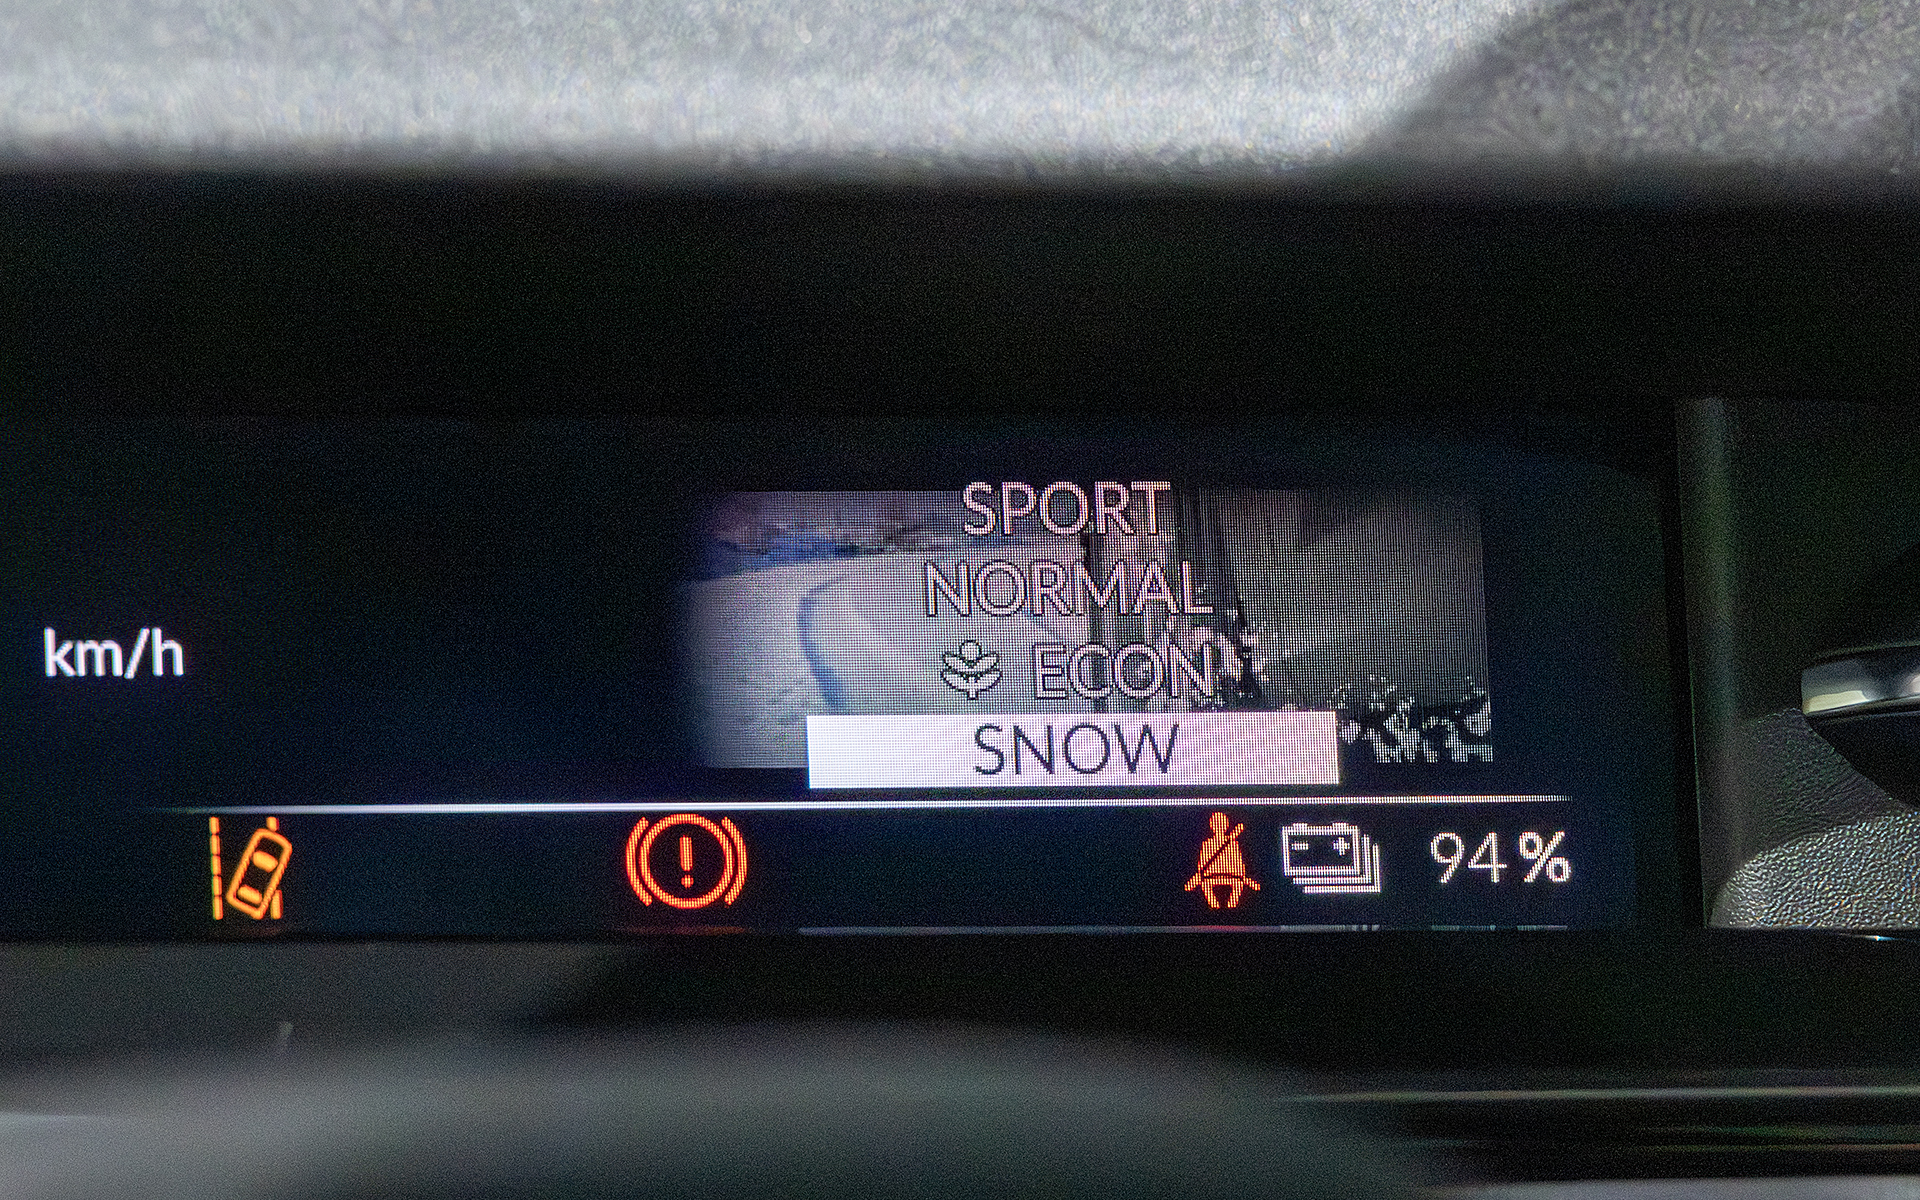 SPORT
NORMAL
ECON
km/h
SNOW
94%